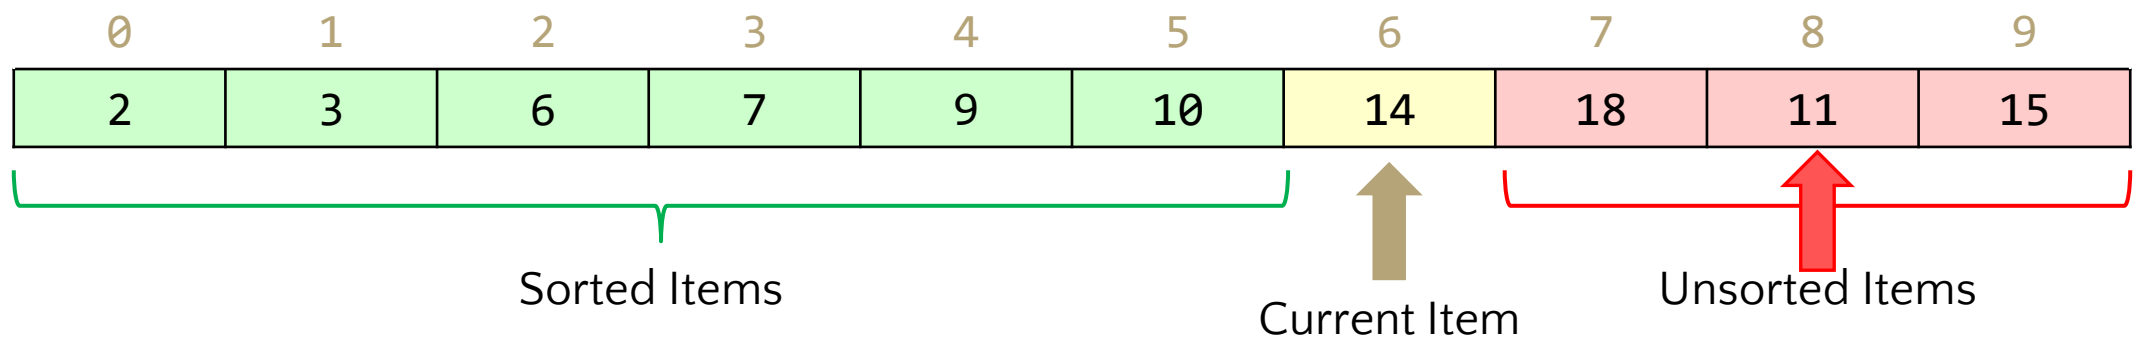 0 1 2 3 4 5 6 7 8 9
2 3 6 7 9 10 14 18 11 15
Sorted Items
Current Item
Unsorted Items